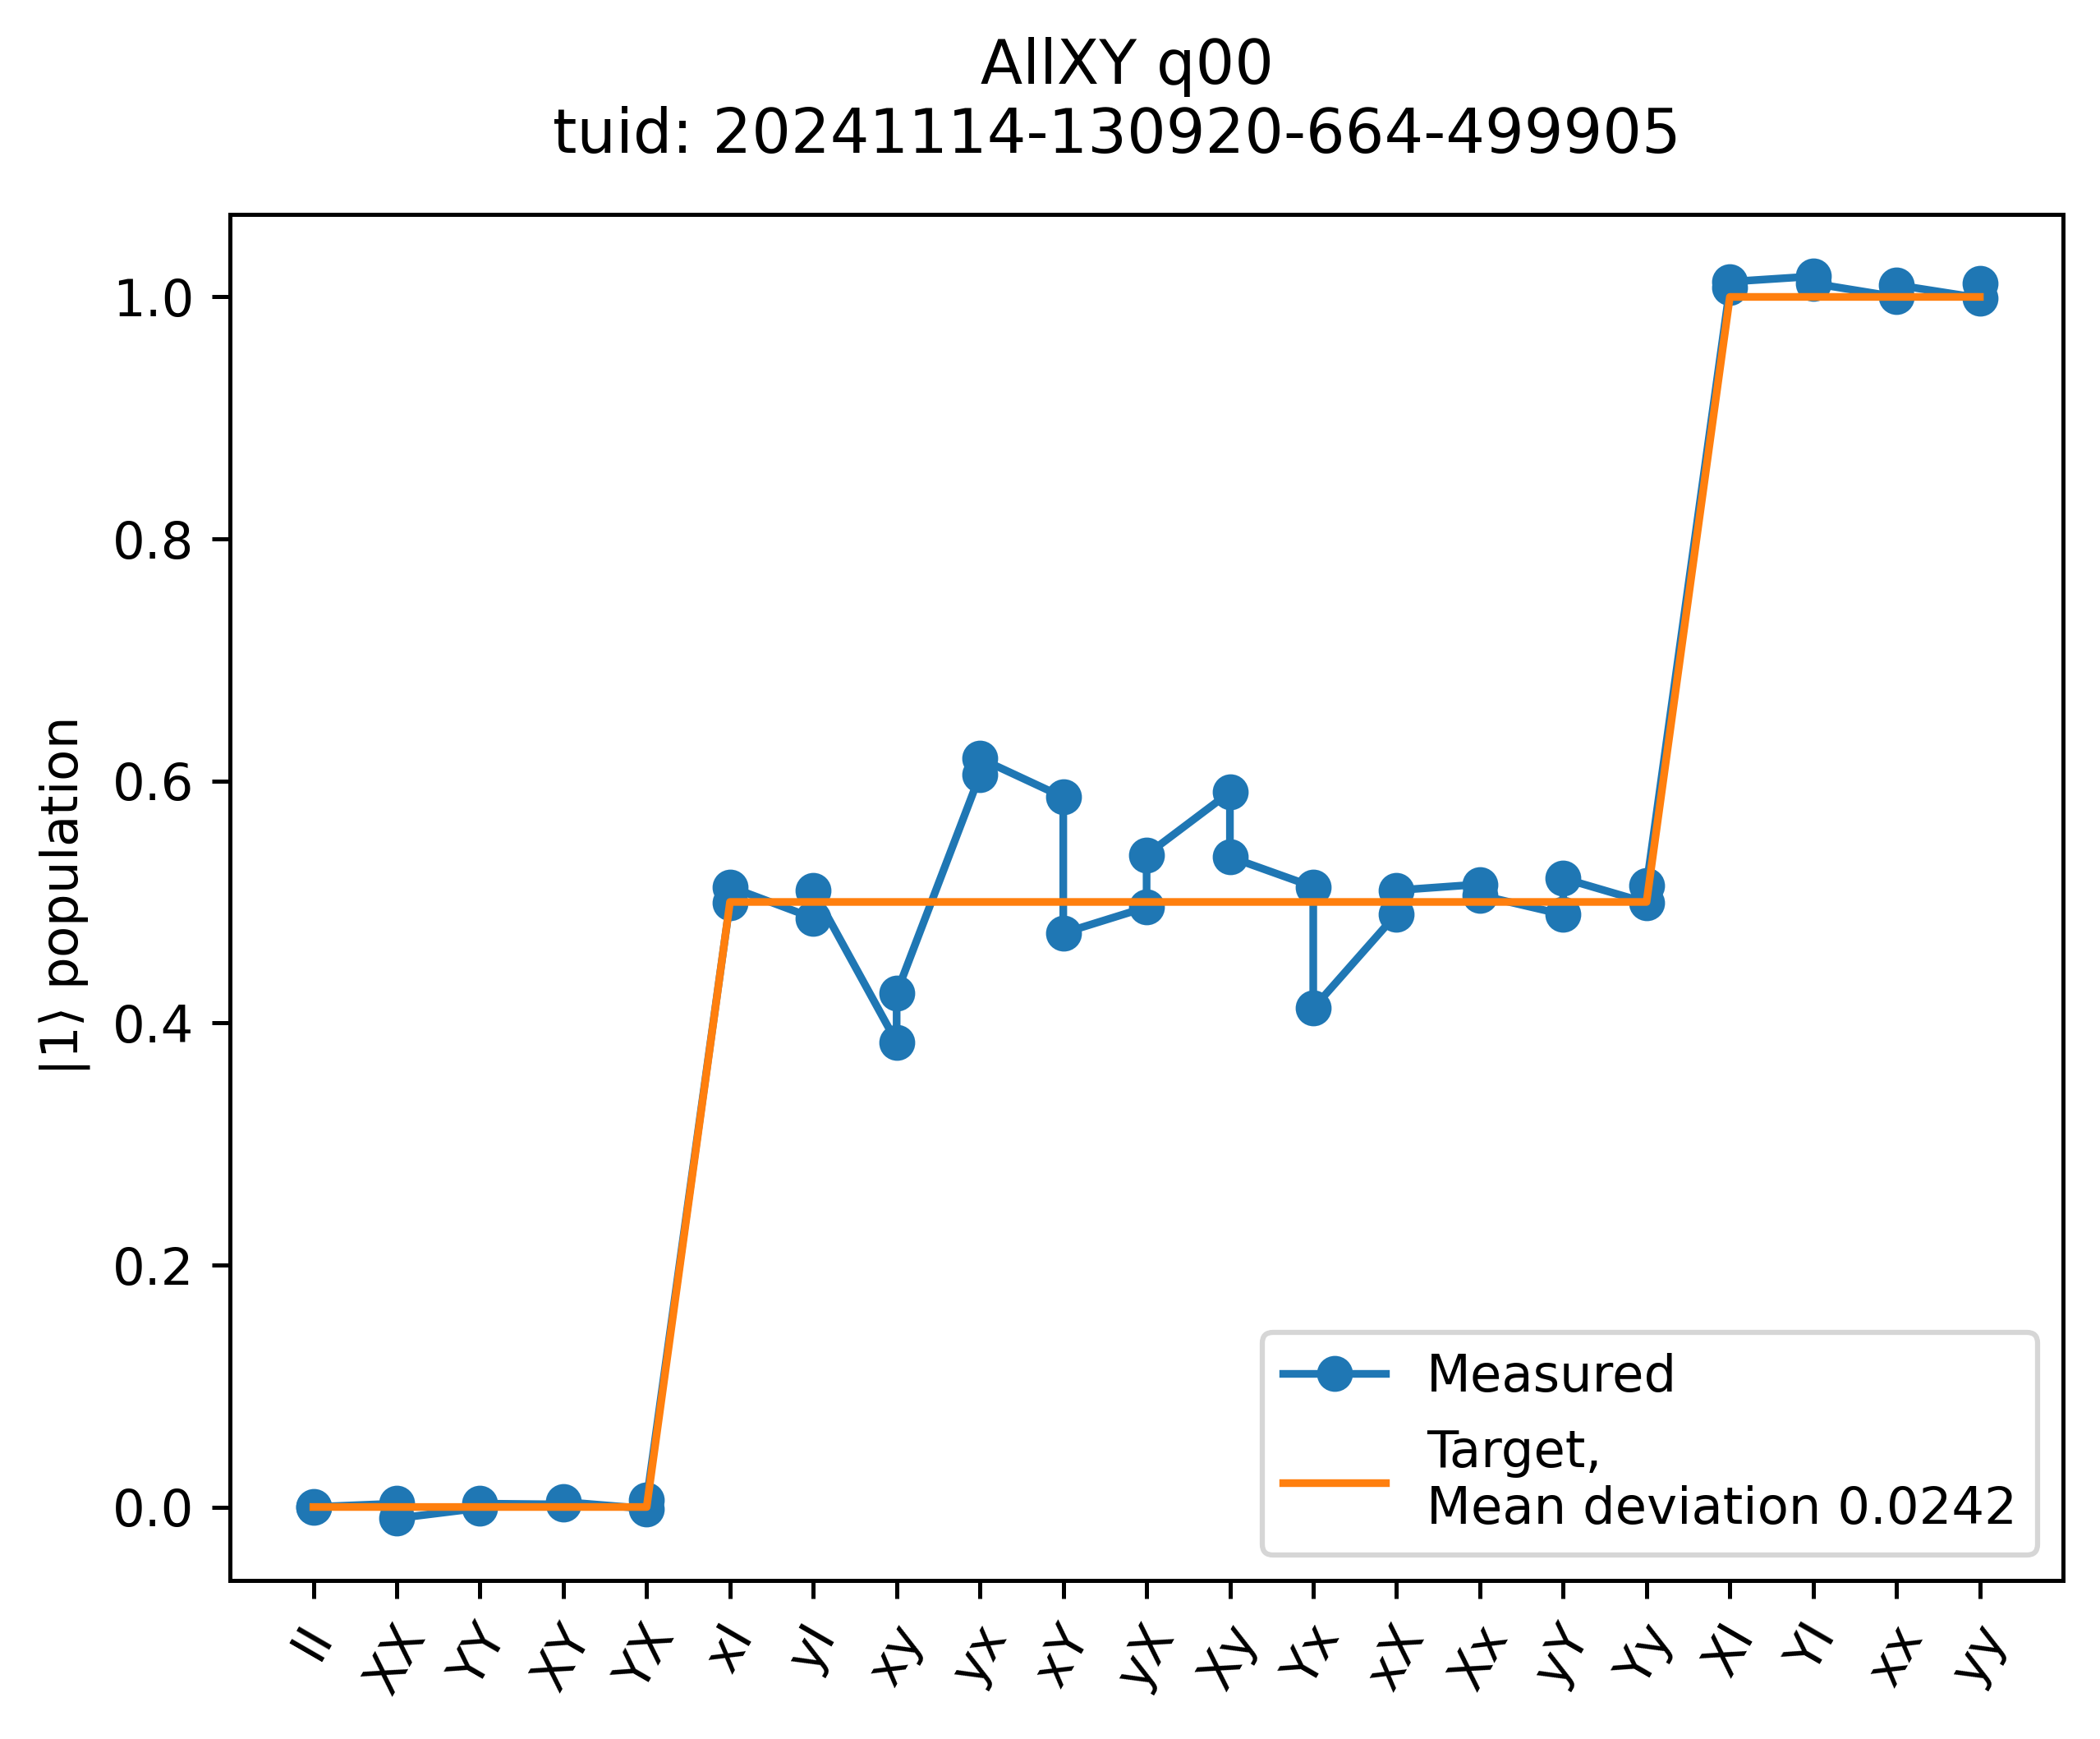 AllXY q00
tuid: 20241114-130920-664-499905
|1⟩ population
1.0
0.8
0.6
0.4
0.2
0.0
Measured
Target,
Mean deviation 0.0242
II
XX
YY
XY
YX
xI
yI
xy
yx
xY
yX
Xy
Yx
xX
Xx
yY
Yy
XI
YI
xx
yy